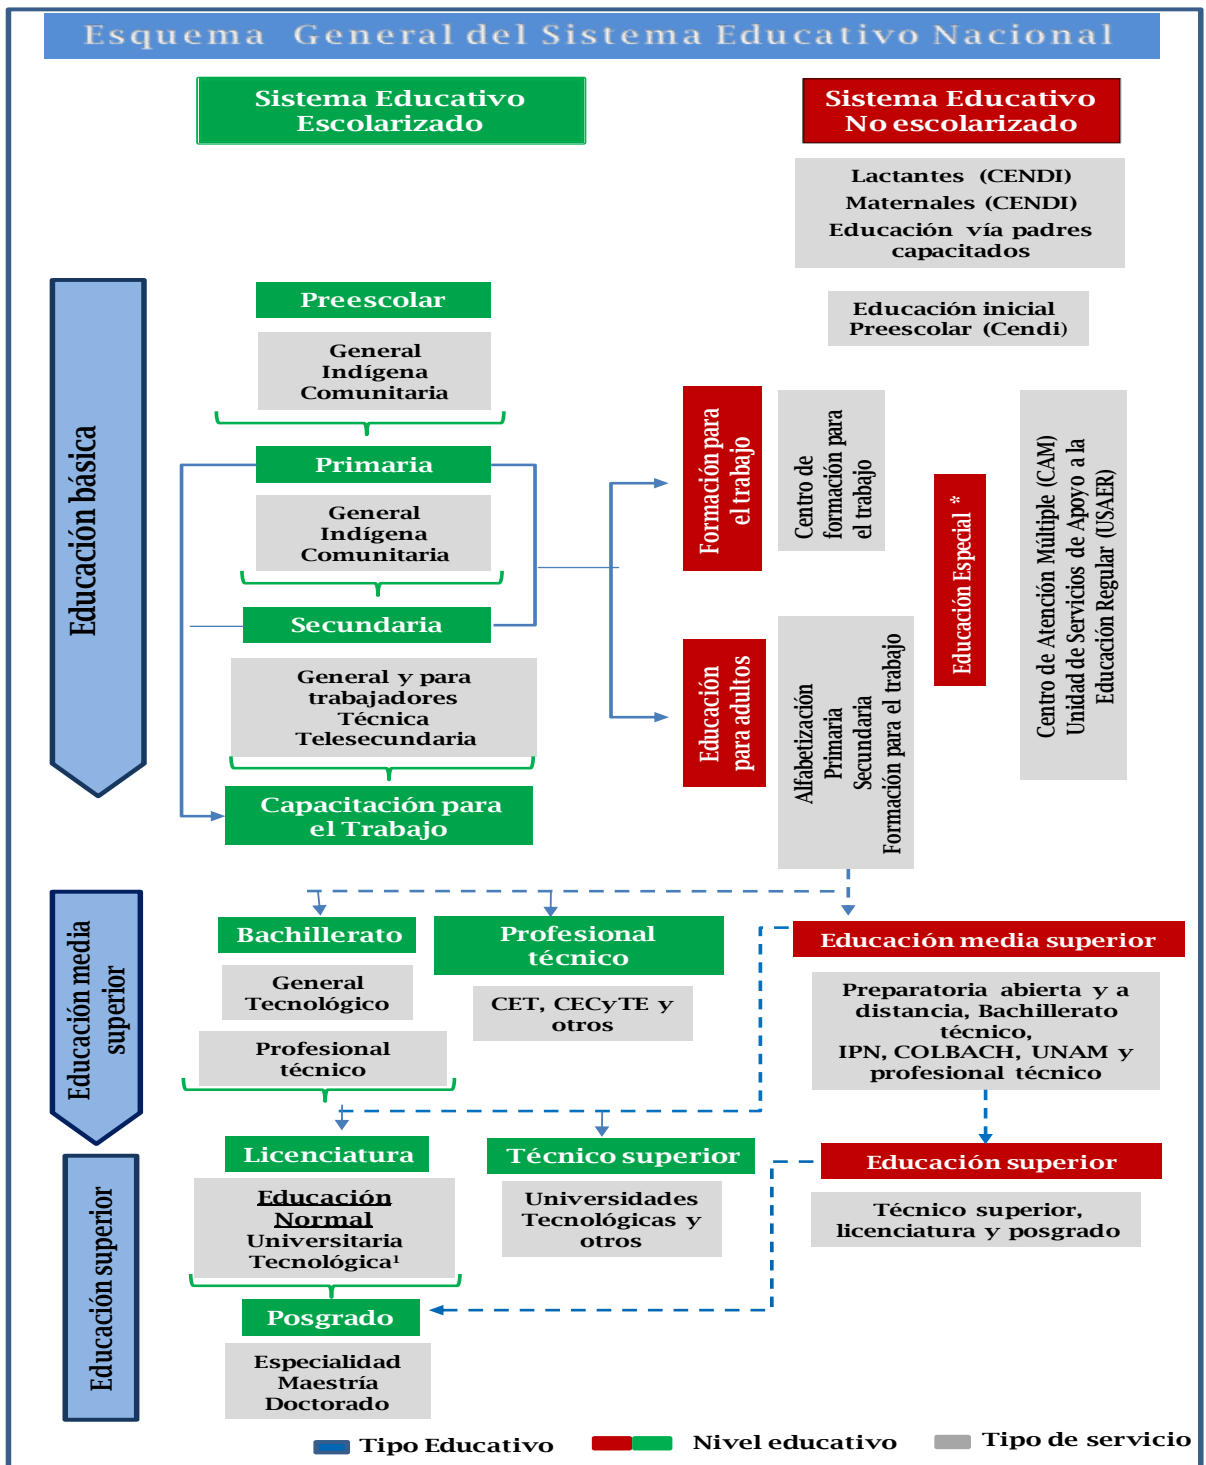 Esquema General del Sistema Educativo Nacional
Sistema Educativo
Escolarizado
Sistema Educativo
No escolarizado
Lactantes (CENDI)
Maternales (CENDI)
Educación vía padres
capacitados
Educación inicial
Preescolar (Cendi)
Educación básica
Preescolar
General
Indígena
Comunitaria
Primaria
General
Indígena
Comunitaria
Secundaria
General y para
trabajadores
Técnica
Telesecundaria
Capacitación para
el Trabajo
Formación para
el trabajo
Centro de
formación para
el trabajo
Educación
para adultos
Alfabetización
Primaria
Secundaria
Formación para el trabajo
Educación Especial *
Centro de Atención Múltiple (CAM)
Unidad de Servicios de Apoyo a la
Educación Regular (USAER)
Educación media
superior
Bachillerato
General
Tecnológico
Profesional
técnico
Profesional
técnico
CET, CECyTE y
otros
Educación media superior
Preparatoria abierta y a
distancia, Bachillerato
técnico,
IPN, COLBACH, UNAM y
profesional técnico
Educación superior
Licenciatura
Educación
Normal
Universitaria
Tecnológica¹
Técnico superior
Universidades
Tecnológicas y
otros
Educación superior
Técnico superior,
licenciatura y posgrado
Posgrado
Especialidad
Maestría
Doctorado
Tipo Educativo
Nivel educativo
Tipo de servicio